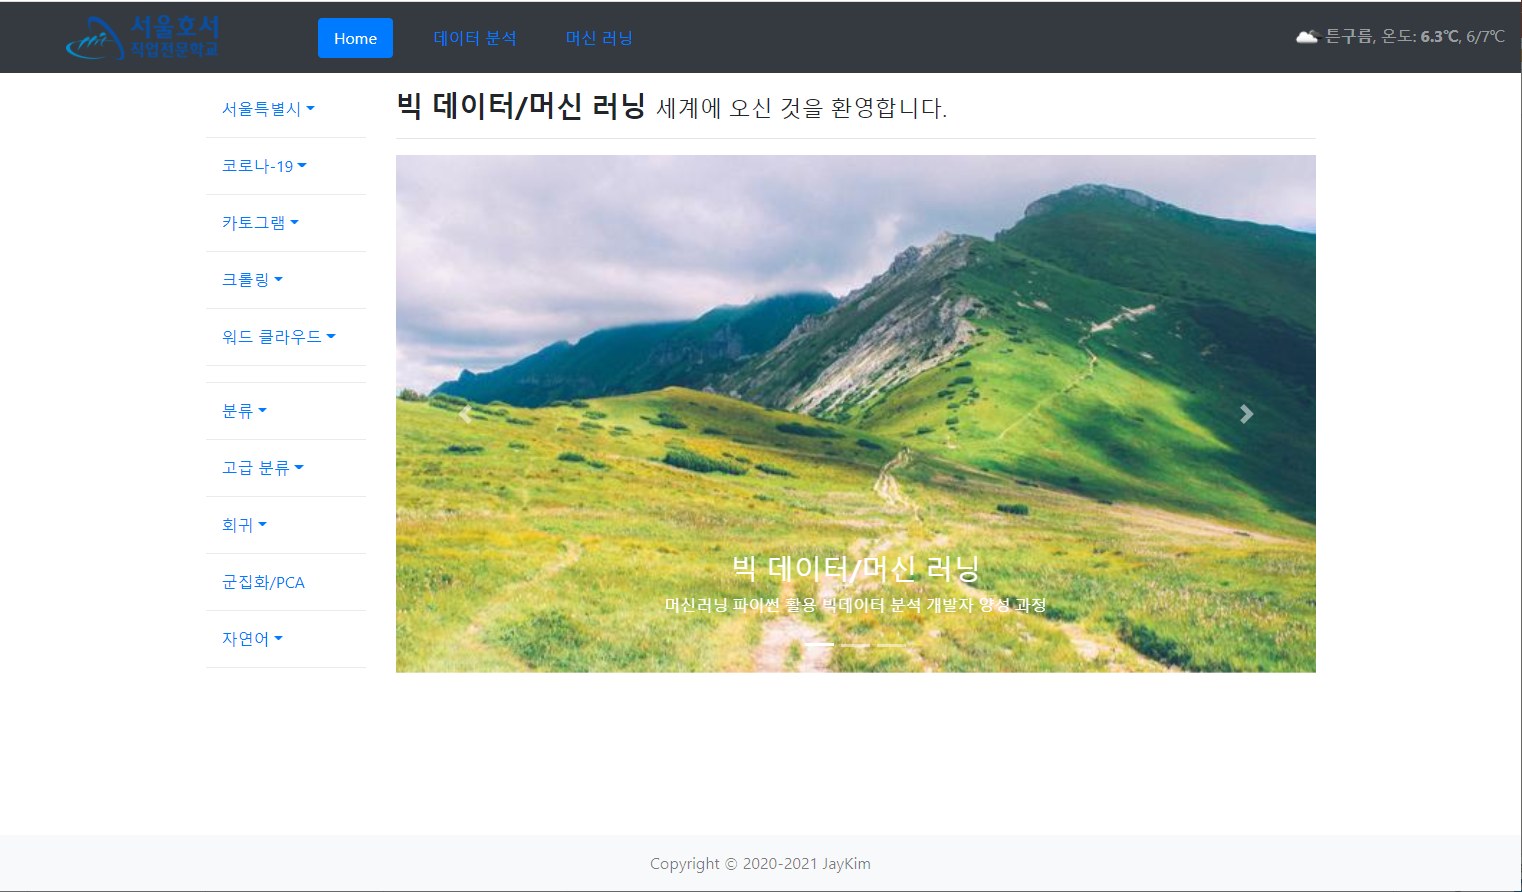 서울호서
직업전문학교
Home
데이터 분석
머신 러닝
튼구름, 온도: 6.3℃, 6/7℃
서울특별시
코로나-19
카토그램
크롤링
워드 클라우드
분류
고급 분류
회귀
군집화/PCA
자연어
빅 데이터/머신 러닝 세계에 오신 것을 환영합니다.
빅 데이터/머신 러닝
머신러닝 파이썬 활용 빅데이터 분석 개발자 양성 과정
Copyright © 2020-2021 JayKim